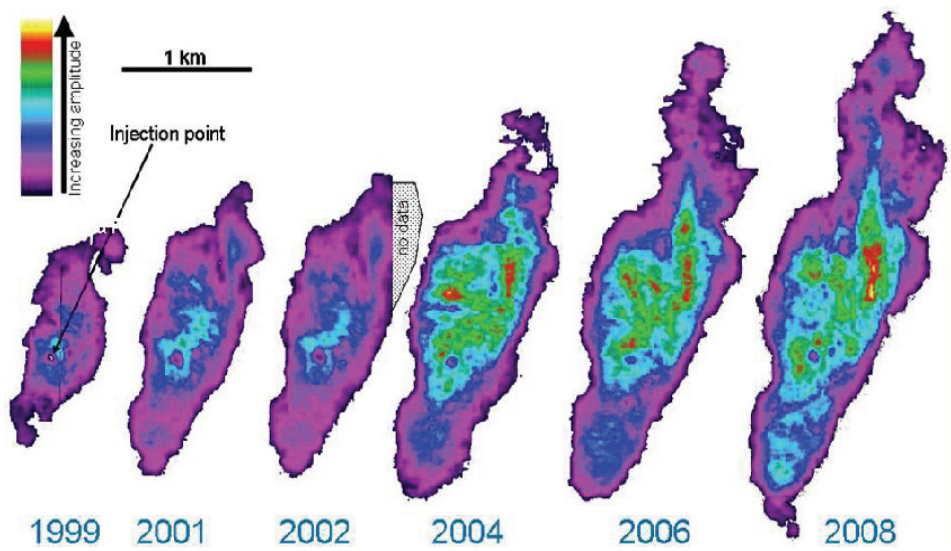 Increasing amplitude
1 km
Injection point
no data
1999 2001 2002 2004 2006 2008